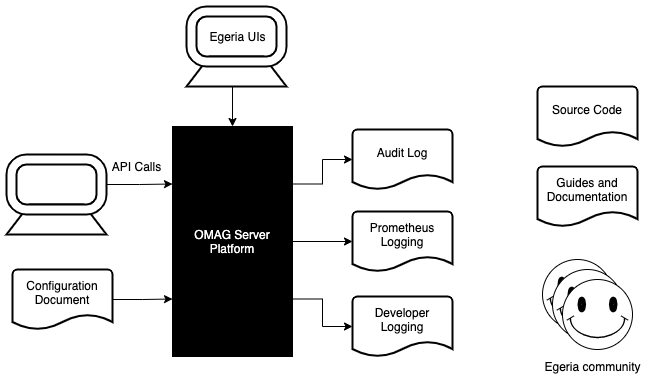 Egeria UIs
API Calls
Configuration
Document
OMAG Server
Platform
Audit Log
Prometheus
Logging
Developer
Logging
Source Code
Guides and
Documentation
Egeria community